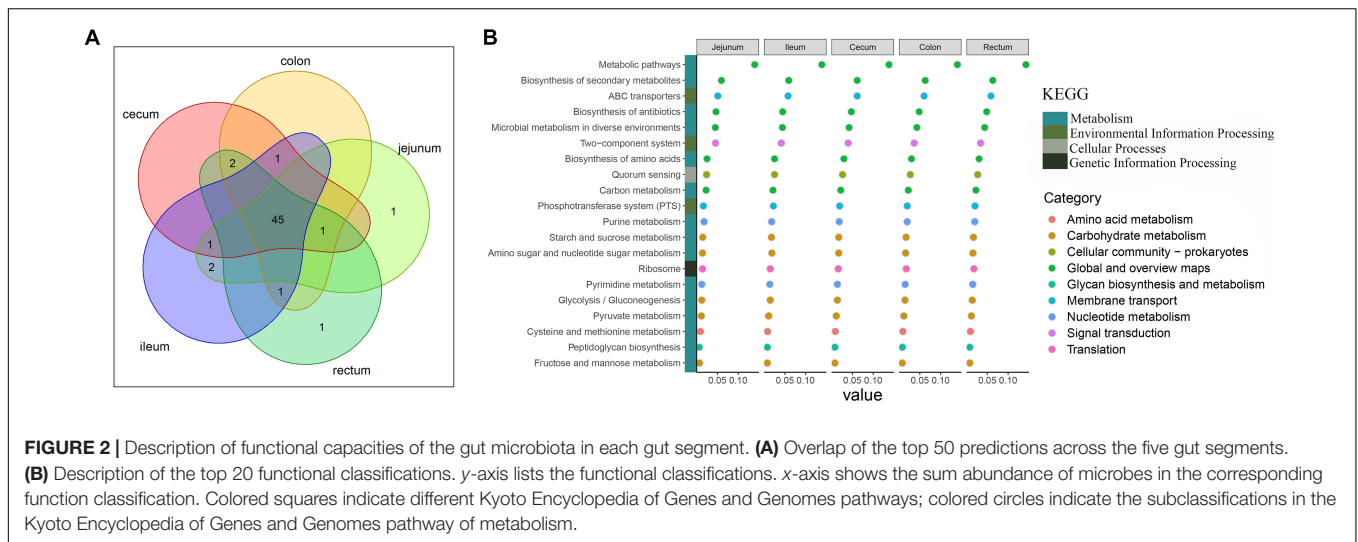 A
colon
cecum
jejunum
2
1
1
45
1
1
2
1
1
ileum
rectum
B
Jejunum Ileum Cecum Colon Rectum
Metabolic pathways
Biosynthesis of secondary metabolites
ABC transporters
Biosynthesis of antibiotics
Microbial metabolism in diverse environments
Two−component system
Biosynthesis of amino acids
Quorum sensing
Carbon metabolism
Phosphotransferase system (PTS)
Purine metabolism
Starch and sucrose metabolism
Amino sugar and nucleotide sugar metabolism
Ribosome
Pyrimidine metabolism
Glycolysis / Gluconeogenesis
Pyruvate metabolism
Cysteine and methionine metabolism
Peptidoglycan biosynthesis
Fructose and mannose metabolism
0.05 0.10 0.05 0.10 0.05 0.10 0.05 0.10 0.05 0.10
value
KEGG
Metabolism
Environmental Information Processing
Cellular Processes
Genetic Information Processing
Category
Amino acid metabolism
Carbohydrate metabolism
Cellular community − prokaryotes
Global and overview maps
Glycan biosynthesis and metabolism
Membrane transport
Nucleotide metabolism
Signal transduction
Translation
FIGURE 2 | Description of functional capacities of the gut microbiota in each gut segment. (A) Overlap of the top 50 predictions across the five gut segments.
(B) Description of the top 20 functional classifications. y-axis lists the functional classifications. x-axis shows the sum abundance of microbes in the corresponding
function classification. Colored squares indicate different Kyoto Encyclopedia of Genes and Genomes pathways; colored circles indicate the subclassifications in the
Kyoto Encyclopedia of Genes and Genomes pathway of metabolism.